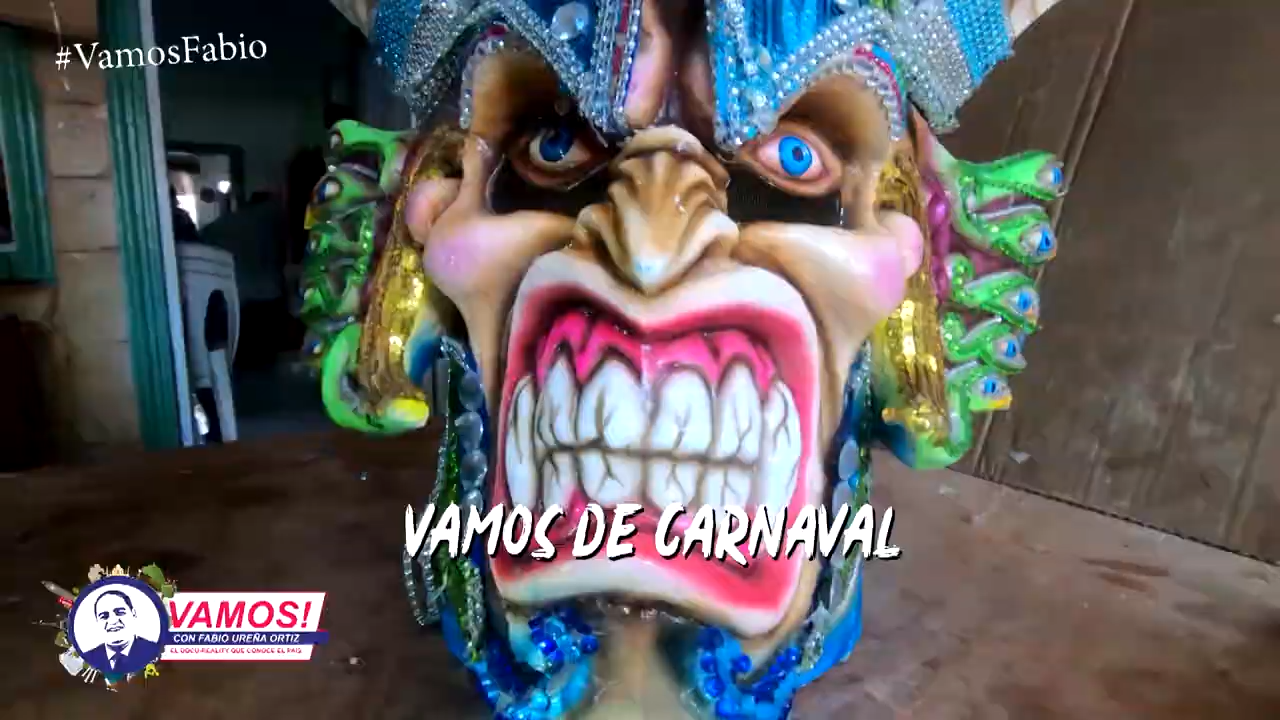 #VamosFabio
VAMOS DE CARNAVAL
VAMOS!
CON FABIO UREÑA ORTIZ
EL DOCU-REALITY QUE CONOCE EL PAÍS.